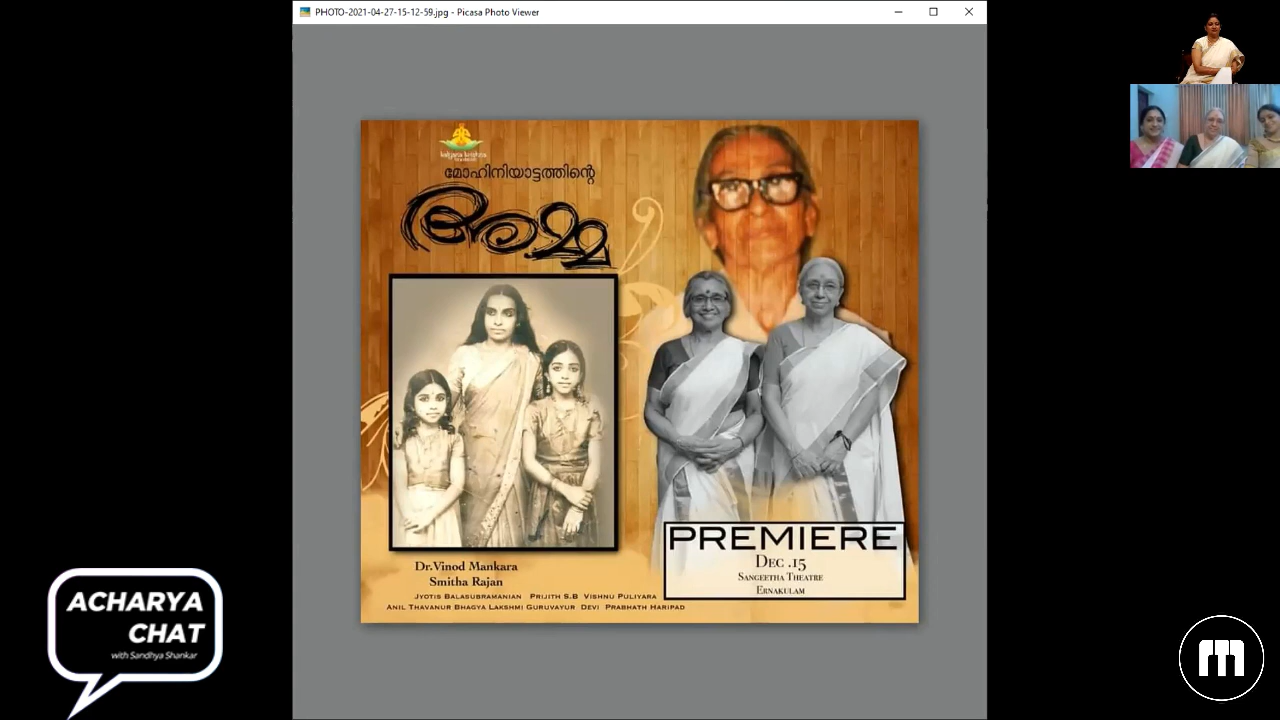 PHOTO-2021-04-27-15-12-59.jpg - Picasa Photo Viewer
മോഹിനിയാട്ടത്തിന്റെ
അമ്മ
Dr.Vinod Mankara
Smitha Rajan
Jyotis Balasubramanian Prijith S.B Vishnu Puliyara
Anil Thavanur Bhagya Lakshmi Guruvayur Devi Prabhath Haripad
PREMIERE
Dec .15
Sangeetha Theatre
Ernakulam
ACHARYA
CHAT
with Sandhya Shankar
m